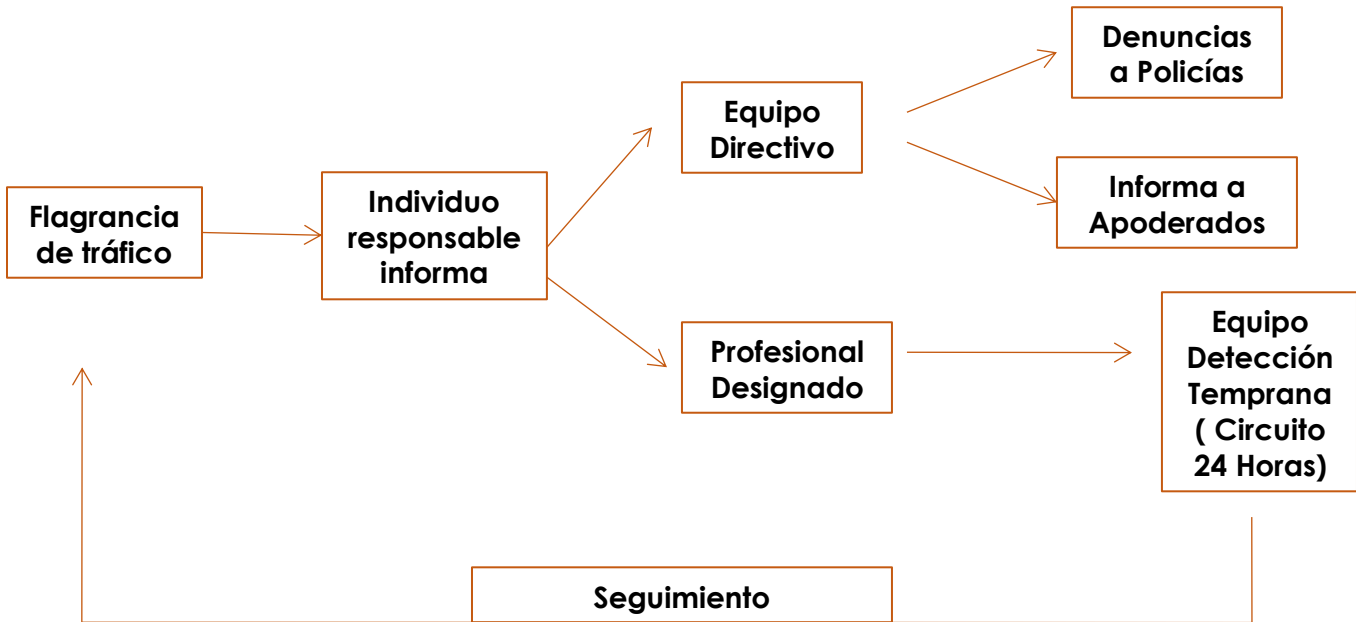 Flagrancia
de tráfico
Individuo
responsable
informa
Equipo
Directivo
Denuncias
a Policías
Informa a
Apoderados
Profesional
Designado
Equipo
Detección
Temprana
( Circuito
24 Horas)
Seguimiento